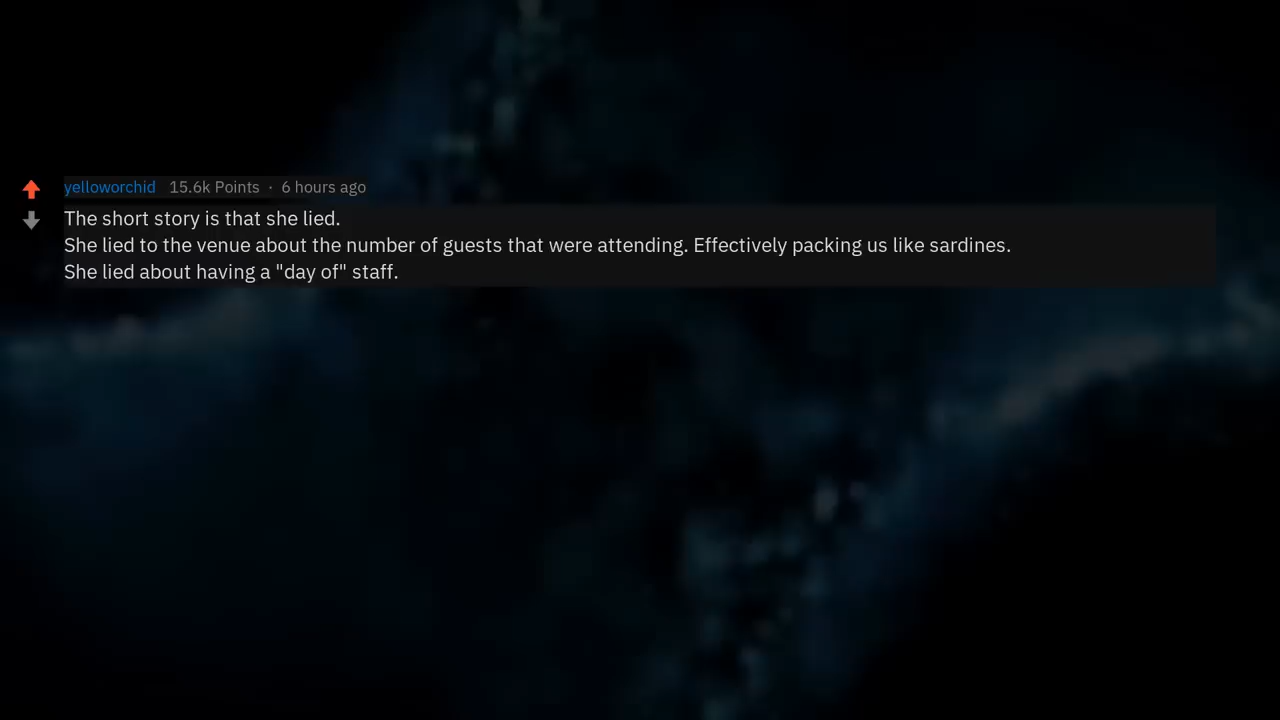 yelloworchid 15.6k Points · 6 hours ago
The short story is that she lied.
She lied to the venue about the number of guests that were attending. Effectively packing us like sardines.
She lied about having a "day of" staff.